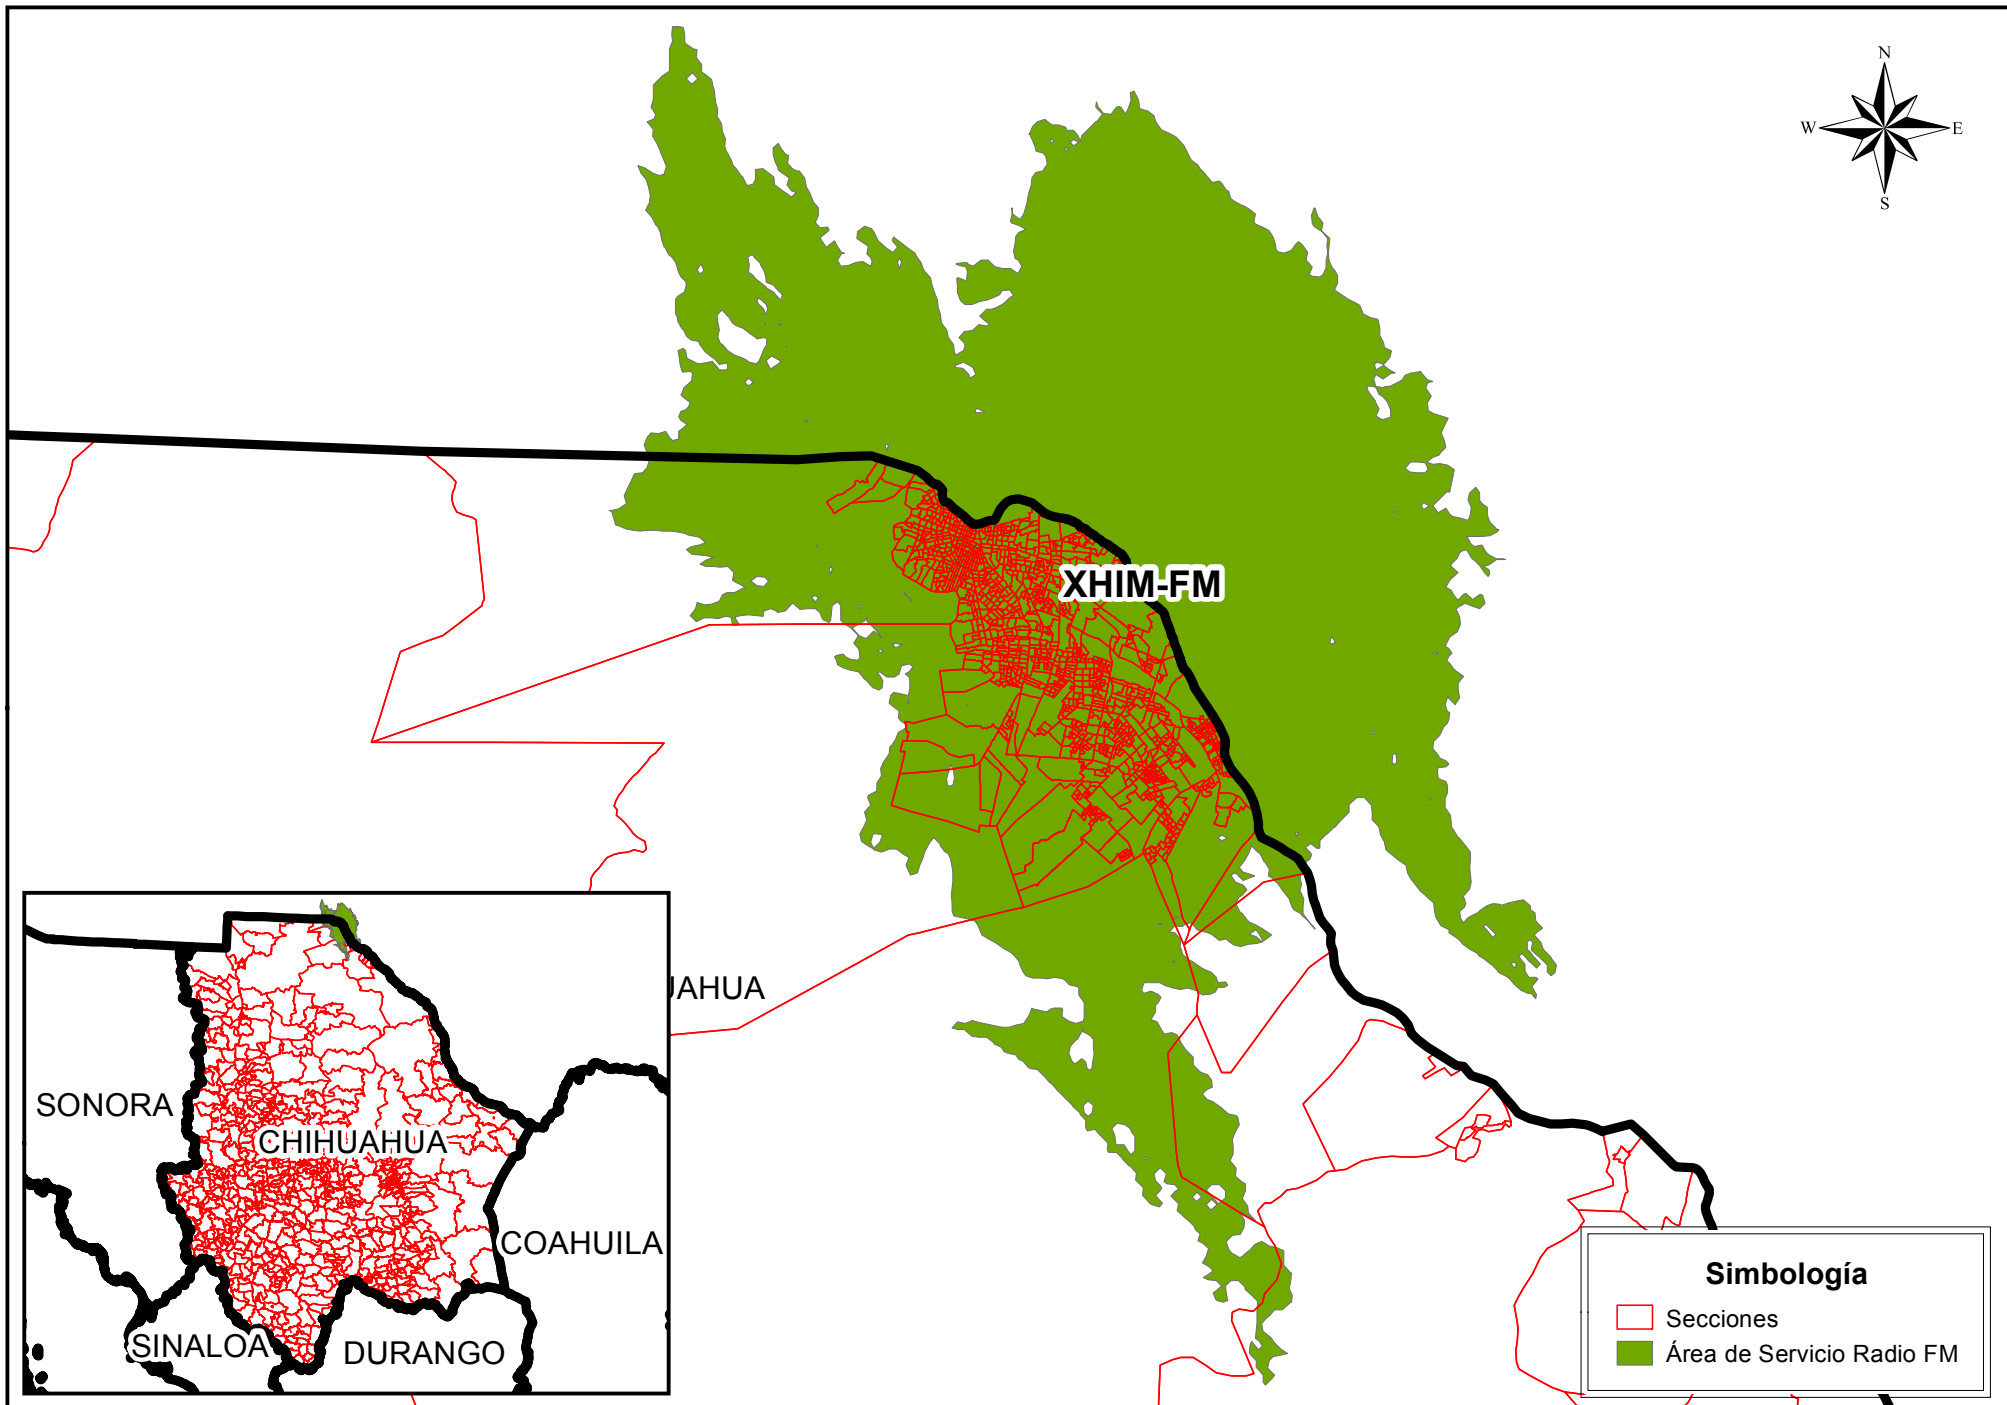 N
W E
S
XHIM-FM
JAHUA
SONORA
CHIHUAHUA
COAHUILA
SINALOA
DURANGO
Simbología
Secciones
Área de Servicio Radio FM